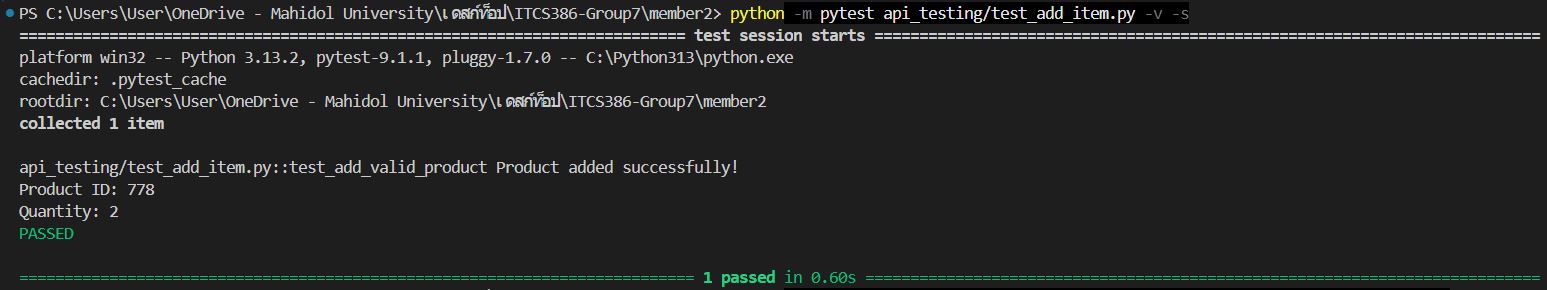 PS C:\Users\User\OneDrive - Mahidol University\เดสก์ท็อป\ITCS386-Group7\member2> python -m pytest api_testing/test_add_item.py -v -s
========================================================================== test session starts ==========================================================================
platform win32 -- Python 3.13.2, pytest-9.1.1, pluggy-1.7.0 -- C:\Python313\python.exe
cachedir: .pytest_cache
rootdir: C:\Users\User\OneDrive - Mahidol University\เดสก์ท็อป\ITCS386-Group7\member2
collected 1 item
api_testing/test_add_item.py::test_add_valid_product Product added successfully!
Product ID: 778
Quantity: 2
PASSED
=========================================================================== 1 passed in 0.60s ===========================================================================